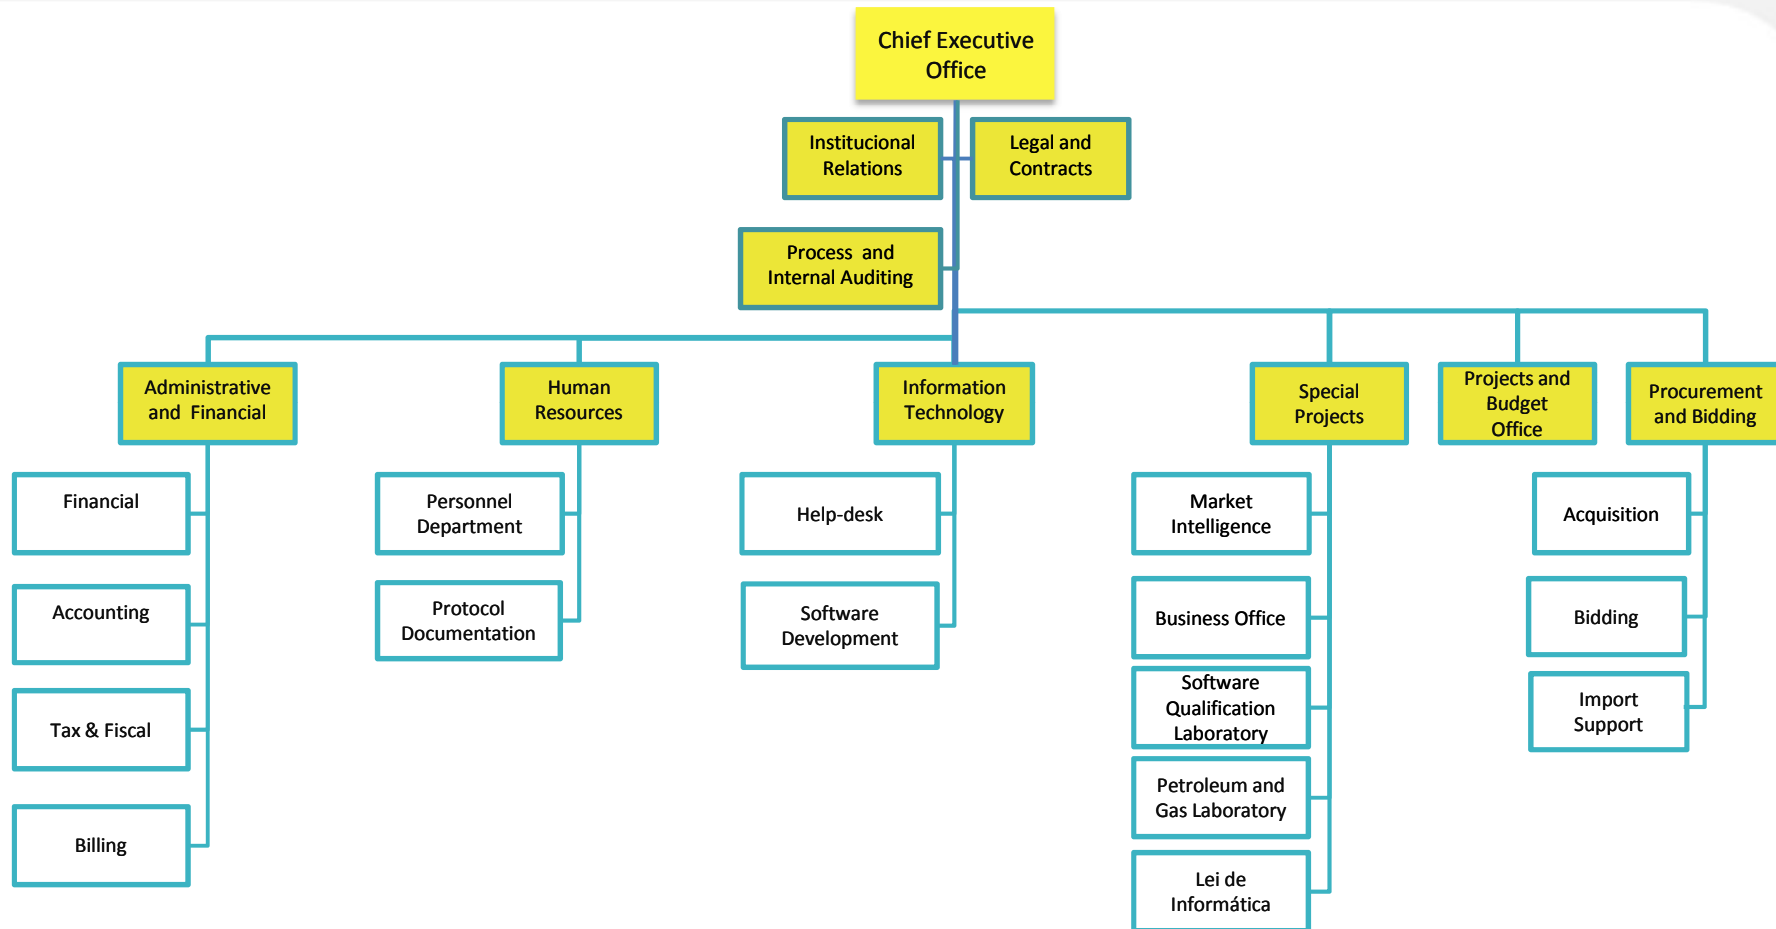 Chief Executive
Office
Institucional
Relations
Legal and
Contracts
Process and
Internal Auditing
Administrative
and Financial
Human
Resources
Information
Technology
Special
Projects
Projects and
Budget
Office
Procurement
and Bidding
Financial
Accounting
Tax & Fiscal
Billing
Personnel
Department
Protocol
Documentation
Help-desk
Software
Development
Market
Intelligence
Business Office
Software
Qualification
Laboratory
Petroleum and
Gas Laboratory
Lei de
Informática
Acquisition
Bidding
Import
Support